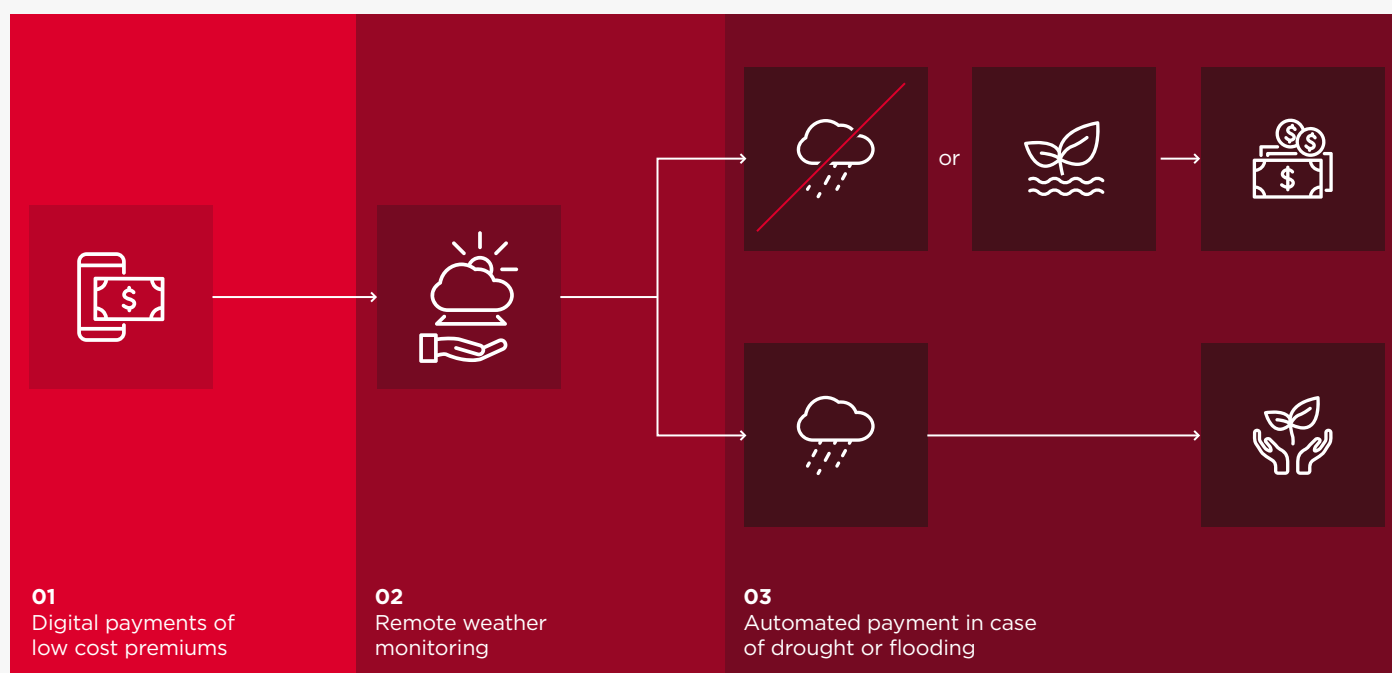 or
01
Digital payments of
low cost premiums
02
Remote weather
monitoring
03
Automated payment in case
of drought or flooding